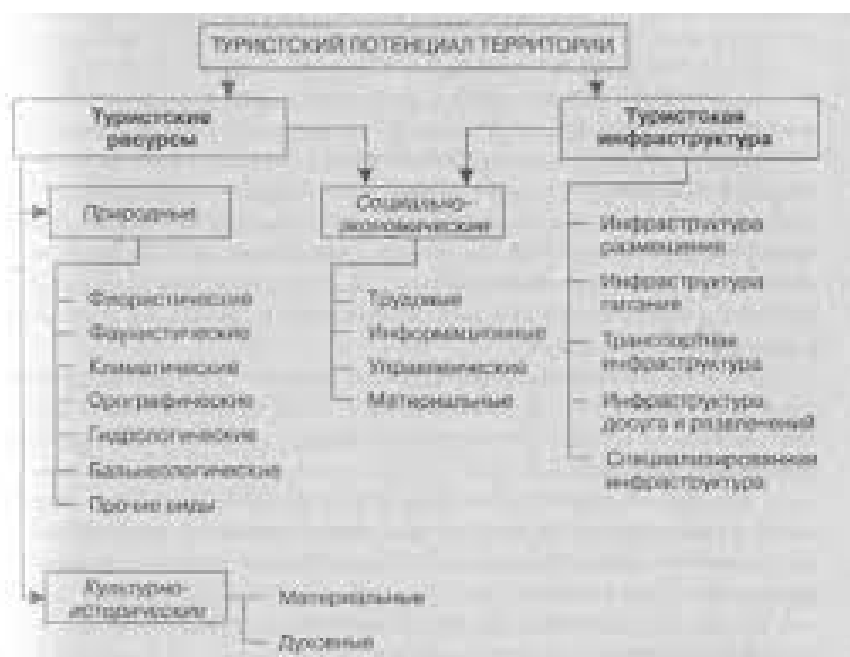 ТУРИСТСКИЙ ПОТЕНЦИАЛ ТЕРРИТОРИИ
Туристские
ресурсы
Туристская
инфраструктура
Природные
Социально-
экономические
Флористические
Фаунистические
Климатические
Орографические
Гидрологические
Бальнеологические
Прочие виды
Трудовые
Информационные
Управленческие
Материальные
Инфраструктура
размещения
Инфраструктура
питания
Транспортная
инфраструктура
Инфраструктура
досуга и развлечений
Специализированная
инфраструктура
Культурно-
исторические
Материальные
Духовные